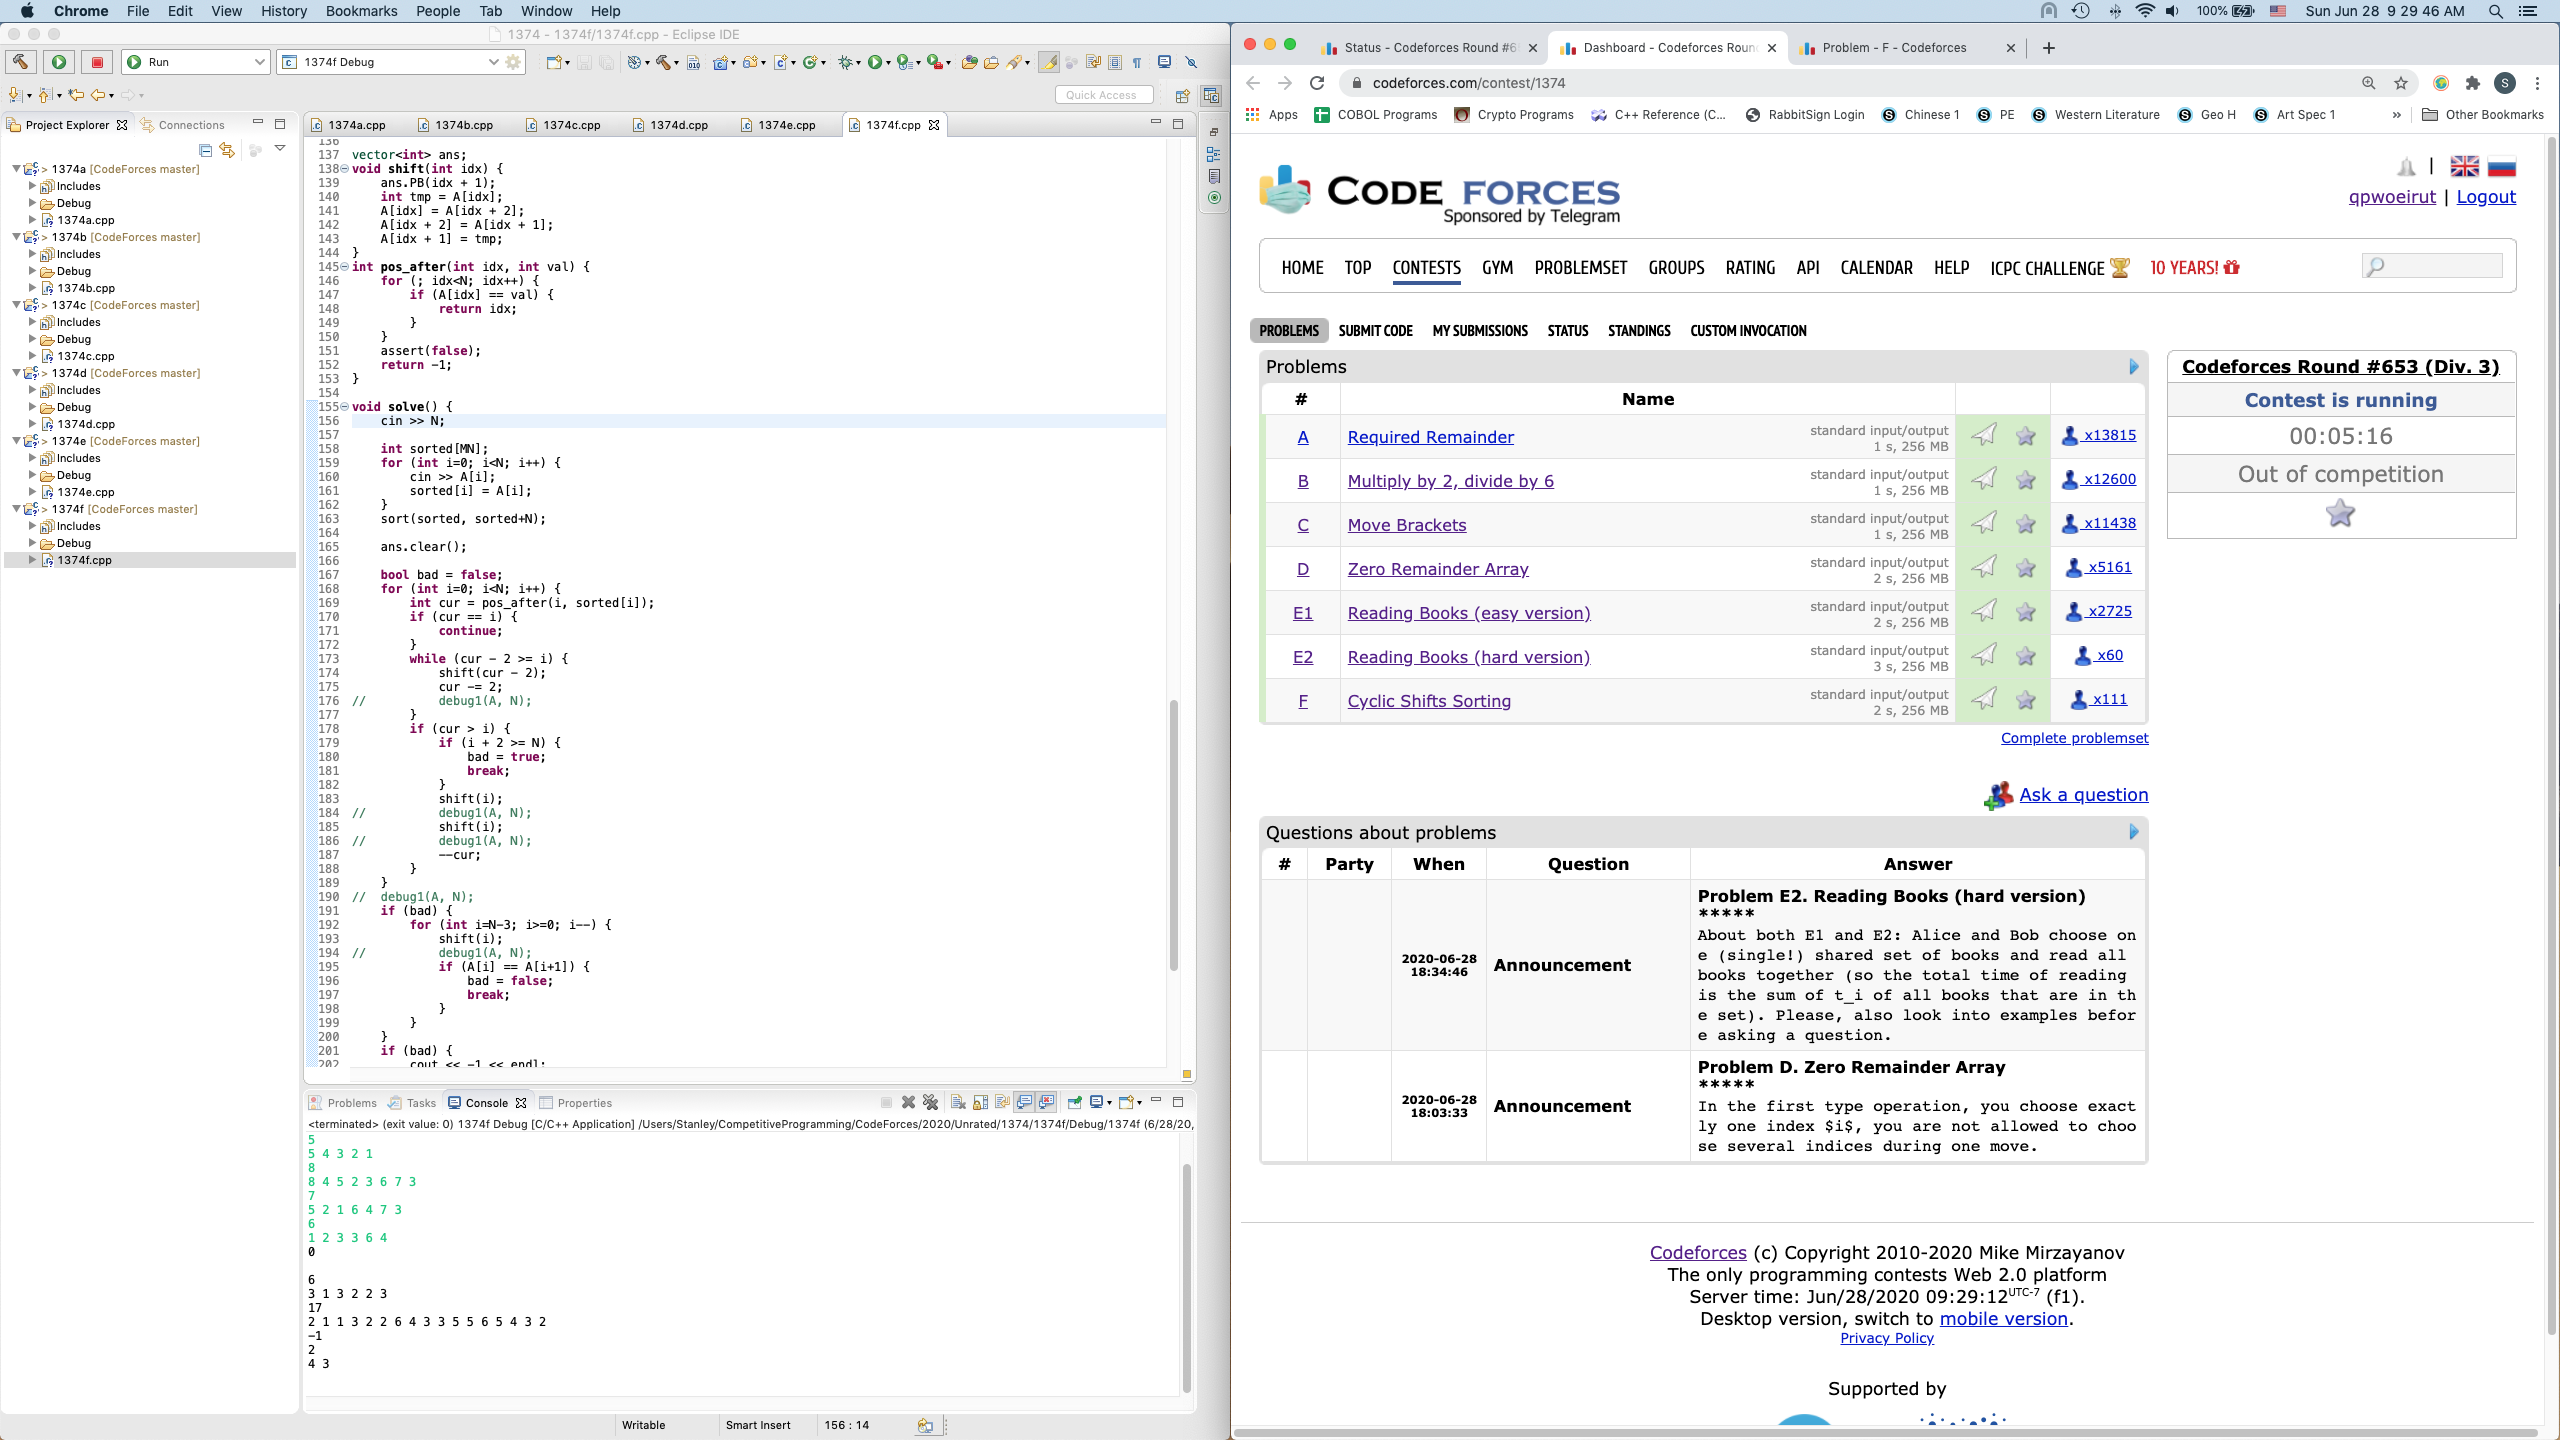 Chrome File Edit View History Bookmarks People Tab Window Help 100% Sun Jun 28 9 29 46 AM
1374 - 1374f/1374f.cpp - Eclipse IDE
Run 1374f Debug
Quick Access
Project Explorer Connections
> 1374a [CodeForces master]
Includes
Debug
1374a.cpp
> 1374b [CodeForces master]
Includes
Debug
1374b.cpp
> 1374c [CodeForces master]
Includes
Debug
1374c.cpp
> 1374d [CodeForces master]
Includes
Debug
1374d.cpp
> 1374e [CodeForces master]
Includes
Debug
1374e.cpp
> 1374f [CodeForces master]
Includes
Debug
1374f.cpp
1374a.cpp 1374b.cpp 1374c.cpp 1374d.cpp 1374e.cpp 1374f.cpp
136
137 vector<int> ans;
138 void shift(int idx) {
139 ans.PB(idx + 1);
140 int tmp = A[idx];
141 A[idx] = A[idx + 2];
142 A[idx + 2] = A[idx + 1];
143 A[idx + 1] = tmp;
144 }
145 int pos_after(int idx, int val) {
146 for (; idx<N; idx++) {
147 if (A[idx] == val) {
148 return idx;
149 }
150 }
151 assert(false);
152 return -1;
153 }
154
155 void solve() {
156 cin >> N;
157
158 int sorted[MN];
159 for (int i=0; i<N; i++) {
160 cin >> A[i];
161 sorted[i] = A[i];
162 }
163 sort(sorted, sorted+N);
164
165 ans.clear();
166
167 bool bad = false;
168 for (int i=0; i<N; i++) {
169 int cur = pos_after(i, sorted[i]);
170 if (cur == i) {
171 continue;
172 }
173 while (cur - 2 >= i) {
174 shift(cur - 2);
175 cur -= 2;
176 // debug1(A, N);
177 }
178 if (cur > i) {
179 if (i + 2 >= N) {
180 bad = true;
181 break;
182 }
183 shift(i);
184 // debug1(A, N);
185 shift(i);
186 // debug1(A, N);
187 --cur;
188 }
189 }
190 // debug1(A, N);
191 if (bad) {
192 for (int i=N-3; i>=0; i--) {
193 shift(i);
194 // debug1(A, N);
195 if (A[i] == A[i+1]) {
196 bad = false;
197 break;
198 }
199 }
200 }
201 if (bad) {
202 cout << -1 << endl;
Problems Tasks Console Properties
<terminated> (exit value: 0) 1374f Debug [C/C++ Application] /Users/Stanley/CompetitiveProgramming/CodeForces/2020/Unrated/1374/1374f/Debug/1374f (6/28/20,
5
5 4 3 2 1
8
8 4 5 2 3 6 7 3
7
5 2 1 6 4 7 3
6
1 2 3 3 6 4
0
6
3 1 3 2 2 3
17
2 1 1 3 2 2 6 4 3 3 5 5 6 5 4 3 2
-1
2
4 3
Writable Smart Insert 156 : 14
Status - Codeforces Round #6 Dashboard - Codeforces Roun Problem - F - Codeforces
codeforces.com/contest/1374 S
Apps COBOL Programs Crypto Programs C++ Reference (C... RabbitSign Login Chinese 1 PE Western Literature Geo H Art Spec 1 » Other Bookmarks
CODE FORCES
Sponsored by Telegram
qpwoeirut | Logout
HOME TOP CONTESTS GYM PROBLEMSET GROUPS RATING API CALENDAR HELP ICPC CHALLENGE 10 YEARS!
PROBLEMS SUBMIT CODE MY SUBMISSIONS STATUS STANDINGS CUSTOM INVOCATION
Problems
# Name
A Required Remainder standard input/output 1 s, 256 MB x13815
B Multiply by 2, divide by 6 standard input/output 1 s, 256 MB x12600
C Move Brackets standard input/output 1 s, 256 MB x11438
D Zero Remainder Array standard input/output 2 s, 256 MB x5161
E1 Reading Books (easy version) standard input/output 2 s, 256 MB x2725
E2 Reading Books (hard version) standard input/output 3 s, 256 MB x60
F Cyclic Shifts Sorting standard input/output 2 s, 256 MB x111
Complete problemset
Codeforces Round #653 (Div. 3)
Contest is running
00:05:16
Out of competition
Ask a question
Questions about problems
# Party When Question Answer
2020-06-28
18:34:46
Announcement
Problem E2. Reading Books (hard version)
*****
About both E1 and E2: Alice and Bob choose on
e (single!) shared set of books and read all
books together (so the total time of reading
is the sum of t_i of all books that are in th
e set). Please, also look into examples befor
e asking a question.
2020-06-28
18:03:33
Announcement
Problem D. Zero Remainder Array
*****
In the first type operation, you choose exact
ly one index $i$, you are not allowed to choo
se several indices during one move.
Codeforces (c) Copyright 2010-2020 Mike Mirzayanov
The only programming contests Web 2.0 platform
Server time: Jun/28/2020 09:29:12 UTC-7 (f1).
Desktop version, switch to mobile version.
Privacy Policy
Supported by